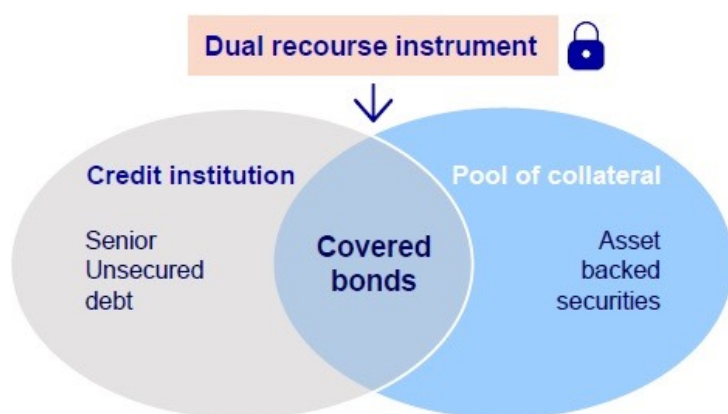 Dual recourse instrument
Credit institution
Pool of collateral
Senior
Unsecured
debt
Covered
bonds
Asset
backed
securities